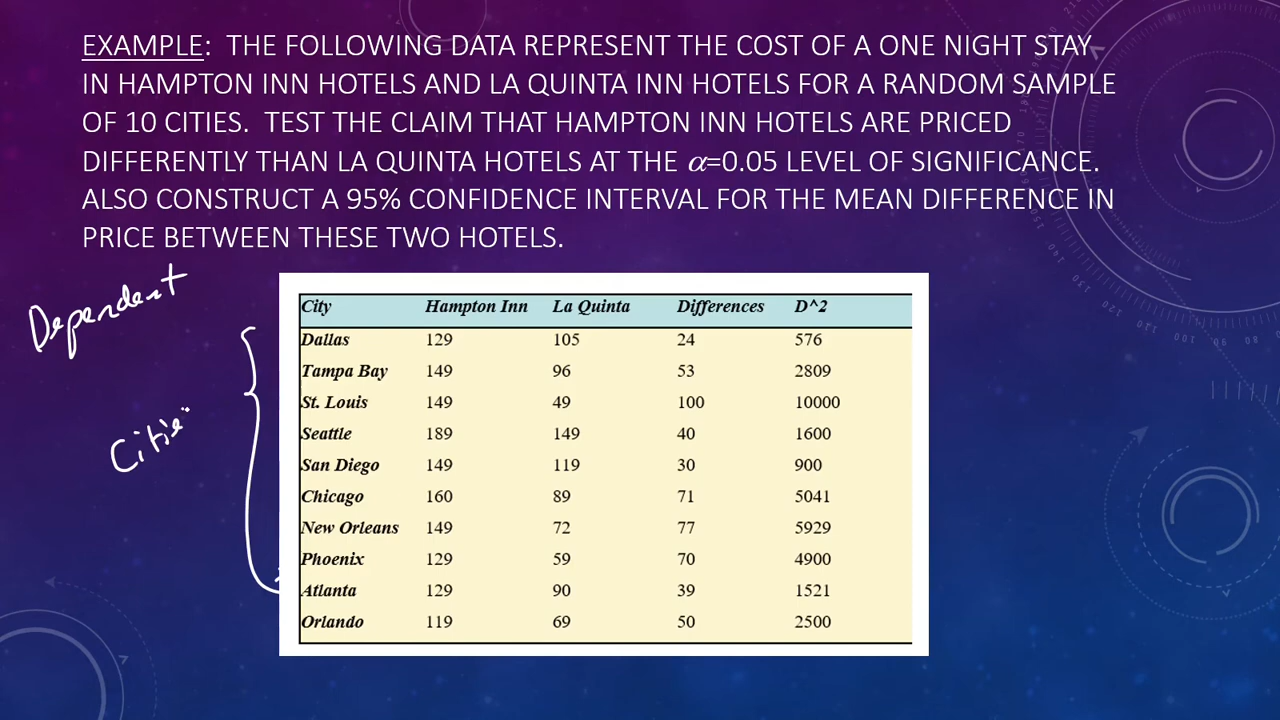 EXAMPLE: THE FOLLOWING DATA REPRESENT THE COST OF A ONE NIGHT STAY
IN HAMPTON INN HOTELS AND LA QUINTA INN HOTELS FOR A RANDOM SAMPLE
OF 10 CITIES. TEST THE CLAIM THAT HAMPTON INN HOTELS ARE PRICED
DIFFERENTLY THAN LA QUINTA HOTELS AT THE α=0.05 LEVEL OF SIGNIFICANCE.
ALSO CONSTRUCT A 95% CONFIDENCE INTERVAL FOR THE MEAN DIFFERENCE IN
PRICE BETWEEN THESE TWO HOTELS.
Dependent
Cities
City Hampton Inn La Quinta Differences D^2
Dallas 129 105 24 576
Tampa Bay 149 96 53 2809
St. Louis 149 49 100 10000
Seattle 189 149 40 1600
San Diego 149 119 30 900
Chicago 160 89 71 5041
New Orleans 149 72 77 5929
Phoenix 129 59 70 4900
Atlanta 129 90 39 1521
Orlando 119 69 50 2500